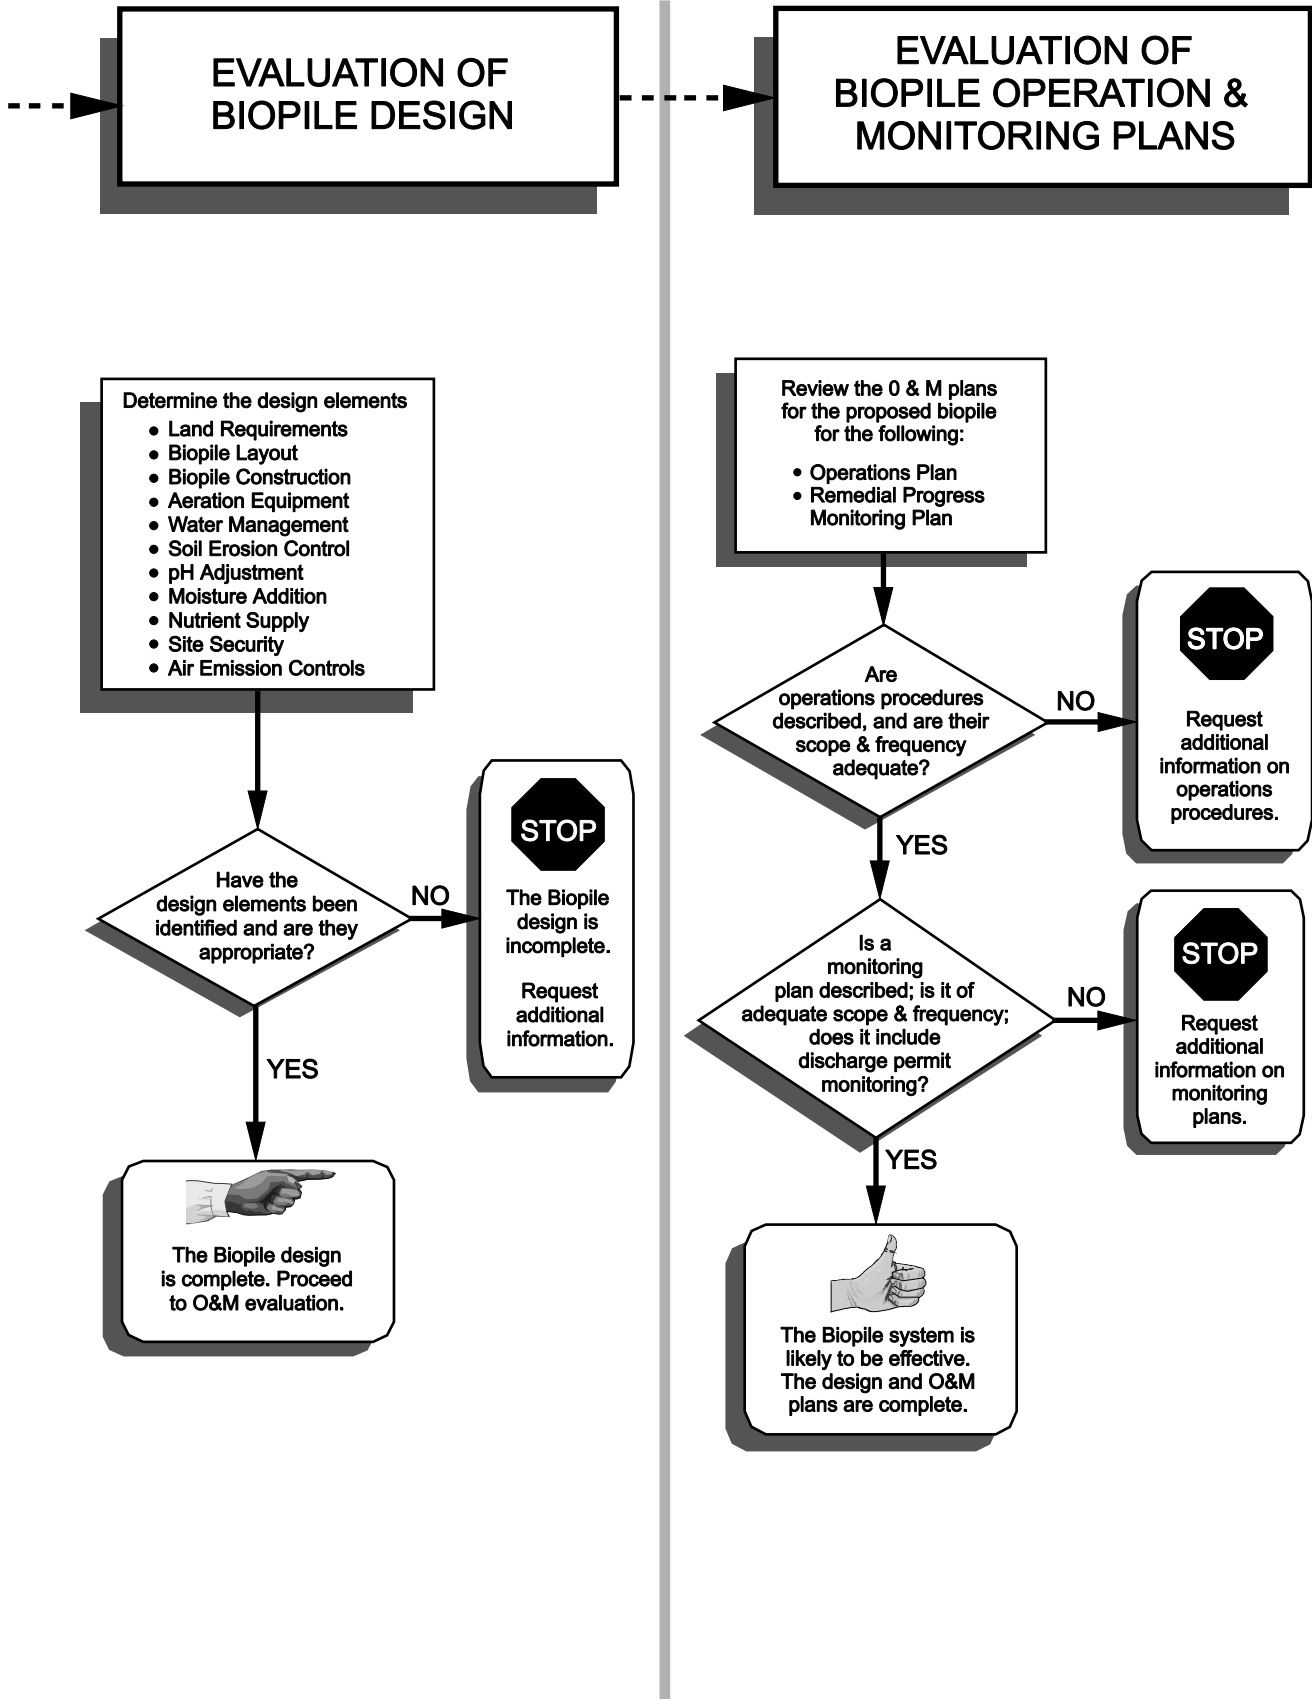 EVALUATION OF
BIOPILE DESIGN
Determine the design elements
• Land Requirements
• Biopile Layout
• Biopile Construction
• Aeration Equipment
• Water Management
• Soil Erosion Control
• pH Adjustment
• Moisture Addition
• Nutrient Supply
• Site Security
• Air Emission Controls
Have the
design elements been
identified and are they
appropriate?
NO
STOP
The Biopile
design is
incomplete.
Request
additional
information.
YES
The Biopile design
is complete. Proceed
to O&M evaluation.
EVALUATION OF
BIOPILE OPERATION &
MONITORING PLANS
Review the 0 & M plans
for the proposed biopile
for the following:
• Operations Plan
• Remedial Progress
Monitoring Plan
Are
operations procedures
described, and are their
scope & frequency
adequate?
NO
STOP
Request
additional
information on
operations
procedures.
YES
Is a
monitoring
plan described; is it of
adequate scope & frequency;
does it include
discharge permit
monitoring?
NO
STOP
Request
additional
information on
monitoring
plans.
YES
The Biopile system is
likely to be effective.
The design and O&M
plans are complete.